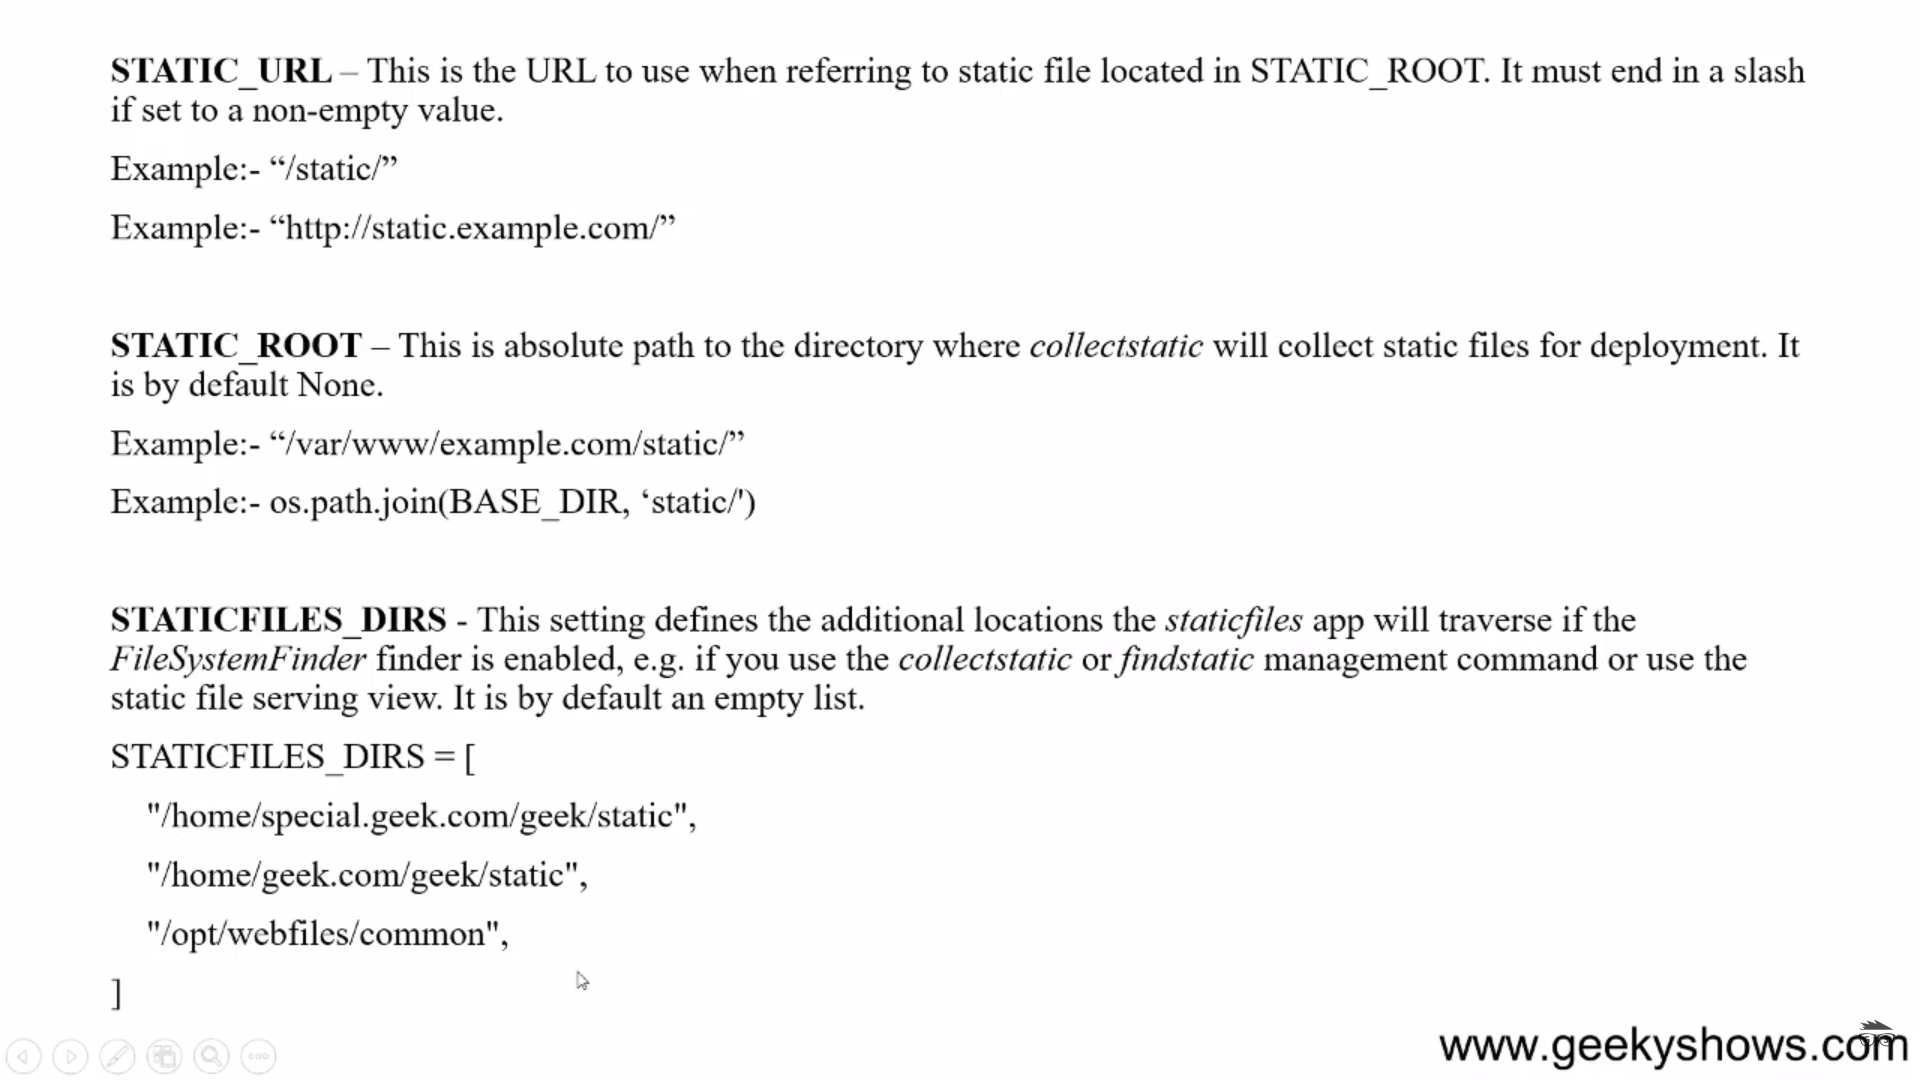 STATIC_URL – This is the URL to use when referring to static file located in STATIC_ROOT. It must end in a slash
if set to a non-empty value.
Example:- “/static/”
Example:- “http://static.example.com/”
STATIC_ROOT – This is absolute path to the directory where collectstatic will collect static files for deployment. It
is by default None.
Example:- “/var/www/example.com/static/”
Example:- os.path.join(BASE_DIR, ‘static/')
STATICFILES_DIRS - This setting defines the additional locations the staticfiles app will traverse if the
FileSystemFinder finder is enabled, e.g. if you use the collectstatic or findstatic management command or use the
static file serving view. It is by default an empty list.
STATICFILES_DIRS = [
"/home/special.geek.com/geek/static",
"/home/geek.com/geek/static",
"/opt/webfiles/common",
]
www.geekyshows.com